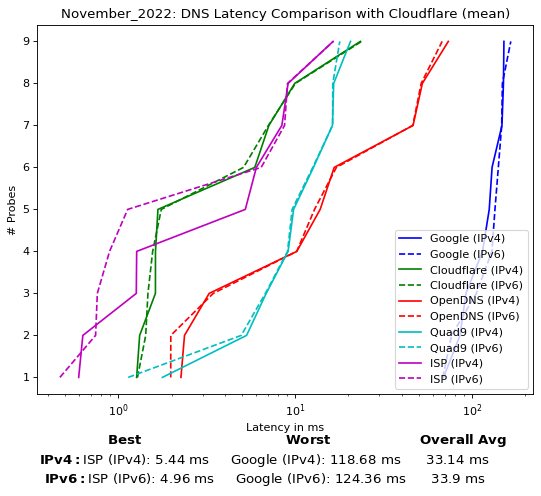 November_2022: DNS Latency Comparison with Cloudflare (mean)
9
8
7
6
5
4
3
2
1
# Probes
Google (IPv4)
Google (IPv6)
Cloudflare (IPv4)
Cloudflare (IPv6)
OpenDNS (IPv4)
OpenDNS (IPv6)
Quad9 (IPv4)
Quad9 (IPv6)
ISP (IPv4)
ISP (IPv6)
10⁰ 10¹ 10²
Latency in ms
Best Worst Overall Avg
IPv4: ISP (IPv4): 5.44 ms Google (IPv4): 118.68 ms 33.14 ms
IPv6: ISP (IPv6): 4.96 ms Google (IPv6): 124.36 ms 33.9 ms